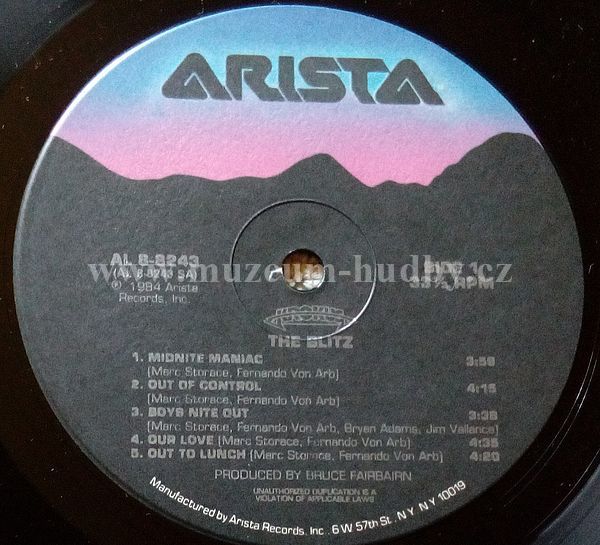 ARISTA
www.muzeum-hudby.cz
AL 8-8243
(AL 8-8243 SA)
℗ 1984 Arista
Records, Inc.
SIDE 1
33⅓ RPM
KROKUS
THE BLITZ
1. MIDNITE MANIAC 3:59
(Marc Storace, Fernando Von Arb)
2. OUT OF CONTROL 4:15
(Marc Storace, Fernando Von Arb)
3. BOYS NITE OUT 3:38
(Marc Storace, Fernando Von Arb, Bryan Adams, Jim Vallance)
4. OUR LOVE (Marc Storace, Fernando Von Arb) 4:35
5. OUT TO LUNCH (Marc Storace, Fernando Von Arb) 4:20
PRODUCED BY BRUCE FAIRBAIRN
UNAUTHORIZED DUPLICATION IS A
VIOLATION OF APPLICABLE LAWS
Manufactured by Arista Records, Inc., 6 W. 57th St., N.Y., N.Y. 10019